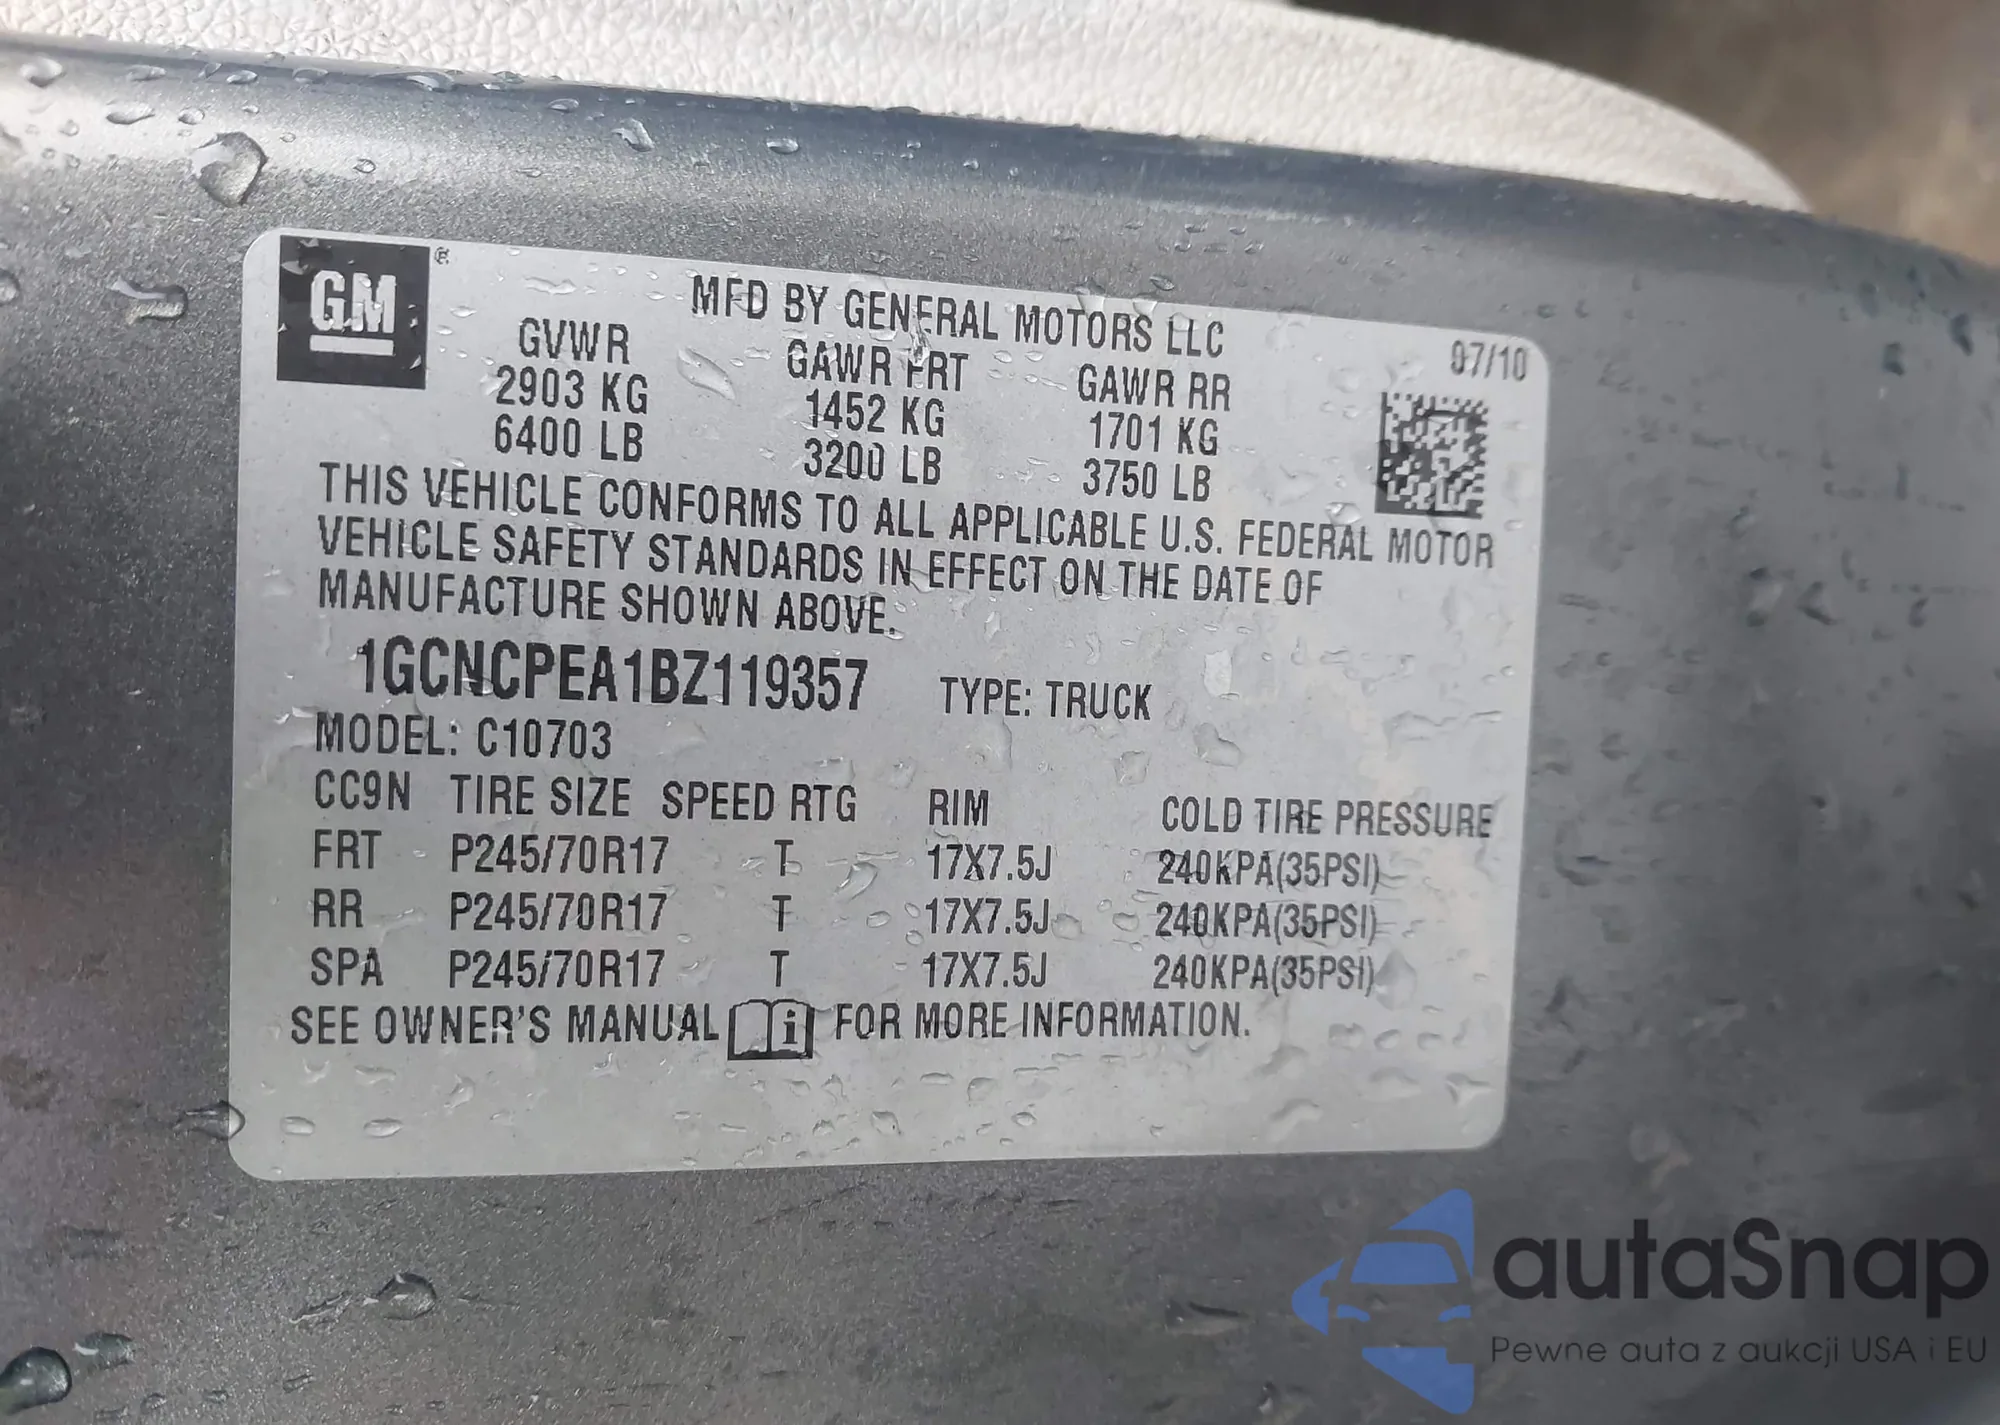 GM
MFD BY GENERAL MOTORS LLC
07/10
GVWR GAWR FRT GAWR RR
2903 KG 1452 KG 1701 KG
6400 LB 3200 LB 3750 LB
THIS VEHICLE CONFORMS TO ALL APPLICABLE U.S. FEDERAL MOTOR
VEHICLE SAFETY STANDARDS IN EFFECT ON THE DATE OF
MANUFACTURE SHOWN ABOVE.
1GCNCPEA1BZ119357 TYPE: TRUCK
MODEL: C10703
CC9N TIRE SIZE SPEED RTG RIM COLD TIRE PRESSURE
FRT P245/70R17 T 17X7.5J 240KPA(35PSI)
RR P245/70R17 T 17X7.5J 240KPA(35PSI)
SPA P245/70R17 T 17X7.5J 240KPA(35PSI)
SEE OWNER'S MANUAL i FOR MORE INFORMATION.
autaSnap
Pewne auta z aukcji USA i EU